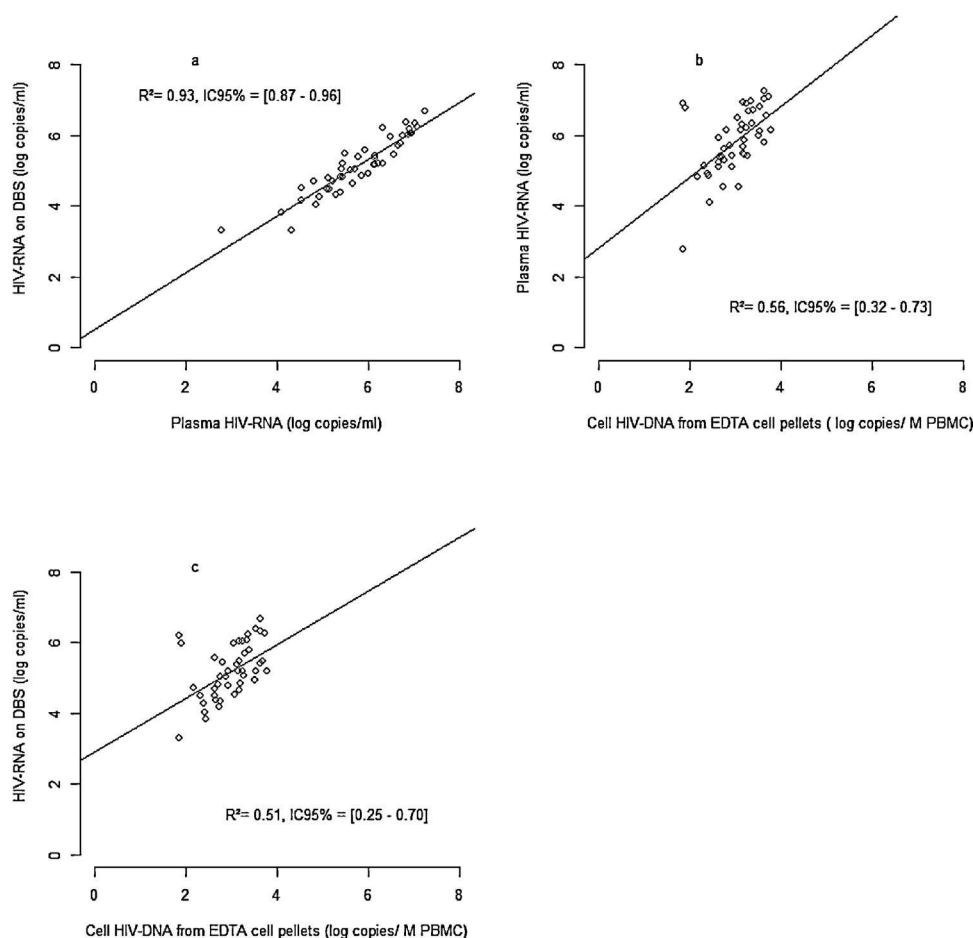 a
R²= 0.93, IC95% = [0.87 - 0.96]
HIV-RNA on DBS (log copies/ml)
8
6
4
2
0
0 2 4 6 8
Plasma HIV-RNA (log copies/ml)
b
R²= 0.56, IC95% = [0.32 - 0.73]
Plasma HIV-RNA (log copies/ml)
8
6
4
2
0
0 2 4 6 8
Cell HIV-DNA from EDTA cell pellets ( log copies/ M PBMC)
c
R²= 0.51, IC95% = [0.25 - 0.70]
HIV-RNA on DBS (log copies/ml)
8
6
4
2
0
0 2 4 6 8
Cell HIV-DNA from EDTA cell pellets (log copies/ M PBMC)